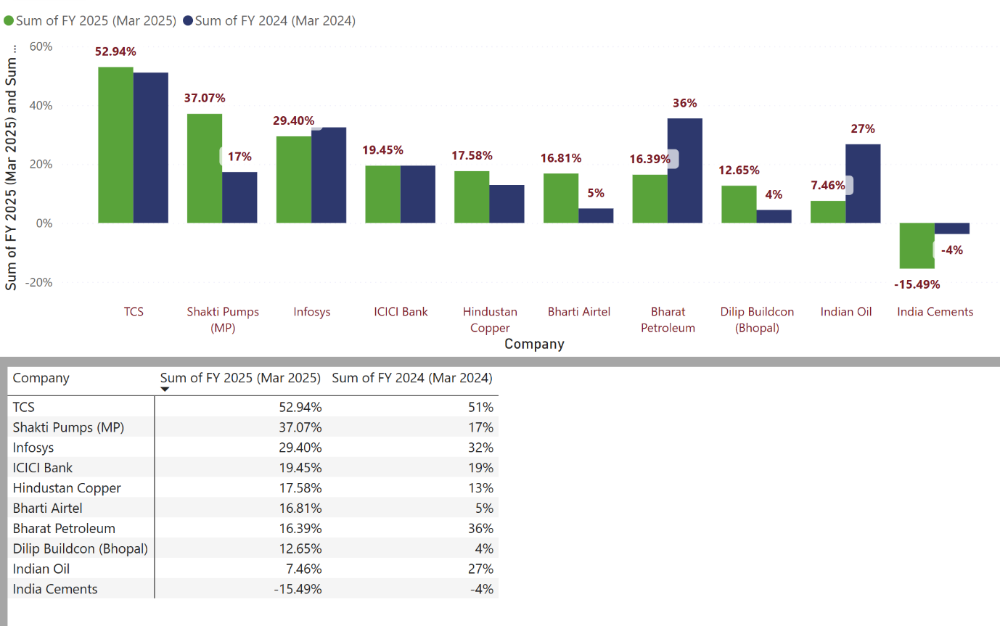 Sum of FY 2025 (Mar 2025) Sum of FY 2024 (Mar 2024)
Sum of FY 2025 (Mar 2025) and Sum ...
60%
40%
20%
0%
-20%
52.94%
37.07%
17%
29.40%
19.45%
17.58%
16.81%
5%
16.39%
36%
12.65%
4%
7.46%
27%
-15.49%
-4%
TCS
Shakti Pumps
(MP)
Infosys
ICICI Bank
Hindustan
Copper
Bharti Airtel
Bharat
Petroleum
Dilip Buildcon
(Bhopal)
Indian Oil
India Cements
Company
Company Sum of FY 2025 (Mar 2025) Sum of FY 2024 (Mar 2024)
TCS 52.94% 51%
Shakti Pumps (MP) 37.07% 17%
Infosys 29.40% 32%
ICICI Bank 19.45% 19%
Hindustan Copper 17.58% 13%
Bharti Airtel 16.81% 5%
Bharat Petroleum 16.39% 36%
Dilip Buildcon (Bhopal) 12.65% 4%
Indian Oil 7.46% 27%
India Cements -15.49% -4%